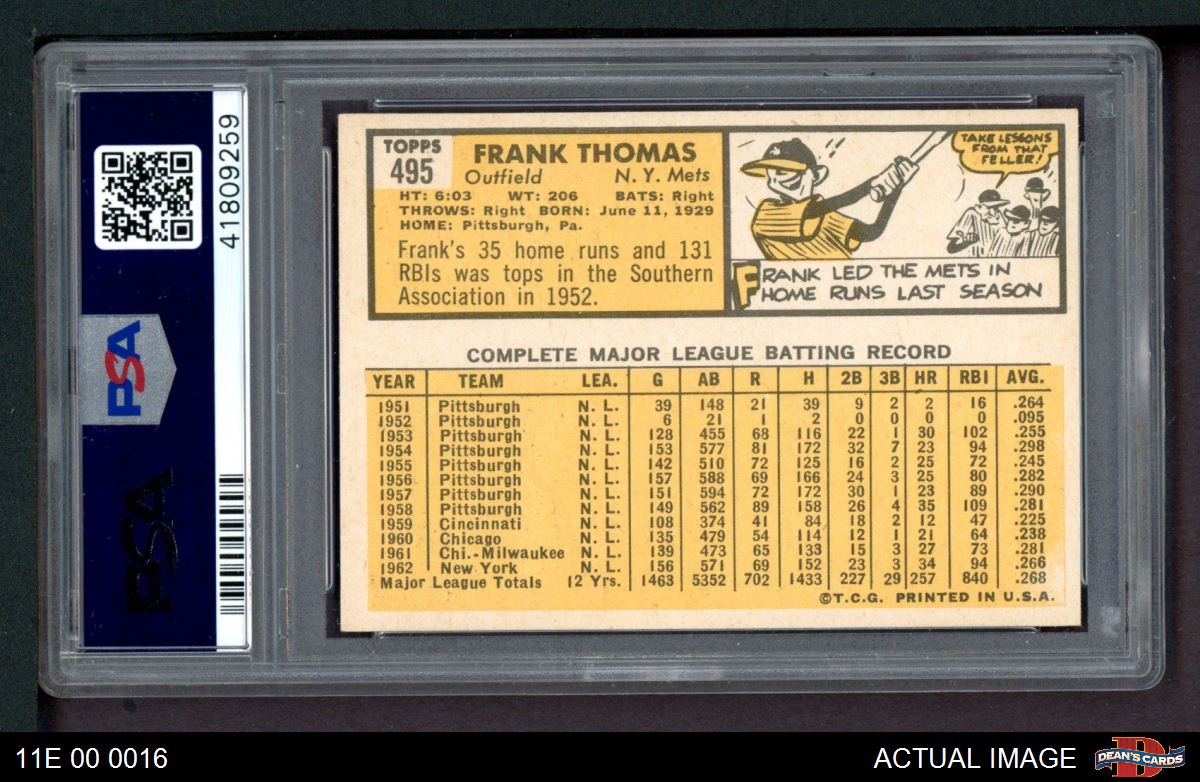 41809259
PSA
PSA
TOPPS
495
FRANK THOMAS
Outfield N. Y. Mets
HT: 6:03 WT: 206 BATS: Right
THROWS: Right BORN: June 11, 1929
HOME: Pittsburgh, Pa.
Frank's 35 home runs and 131
RBIs was tops in the Southern
Association in 1952.
TAKE LESSONS
FROM THAT
FELLER!
FRANK LED THE METS IN
HOME RUNS LAST SEASON
COMPLETE MAJOR LEAGUE BATTING RECORD
YEAR TEAM LEA. G AB R H 2B 3B HR RBI AVG.
1951 Pittsburgh N. L. 39 148 21 39 9 2 2 16 .264
1952 Pittsburgh N. L. 6 21 1 2 0 0 0 0 .095
1953 Pittsburgh N. L. 128 455 68 116 22 1 30 102 .255
1954 Pittsburgh N. L. 153 577 81 172 32 7 23 94 .298
1955 Pittsburgh N. L. 142 510 72 125 16 2 25 72 .245
1956 Pittsburgh N. L. 157 588 69 166 24 3 25 80 .282
1957 Pittsburgh N. L. 151 594 72 172 30 1 23 89 .290
1958 Pittsburgh N. L. 149 562 89 158 26 4 35 109 .281
1959 Cincinnati N. L. 108 374 41 84 18 2 12 47 .225
1960 Chicago N. L. 135 479 54 114 12 1 21 64 .238
1961 Chi.-Milwaukee N. L. 139 473 65 133 15 3 27 73 .281
1962 New York N. L. 156 571 69 152 23 3 34 94 .266
Major League Totals 12 Yrs. 1463 5352 702 1433 227 29 257 840 .268
©T.C.G. PRINTED IN U.S.A.
11E 00 0016
ACTUAL IMAGE
D
DEAN'S CARDS